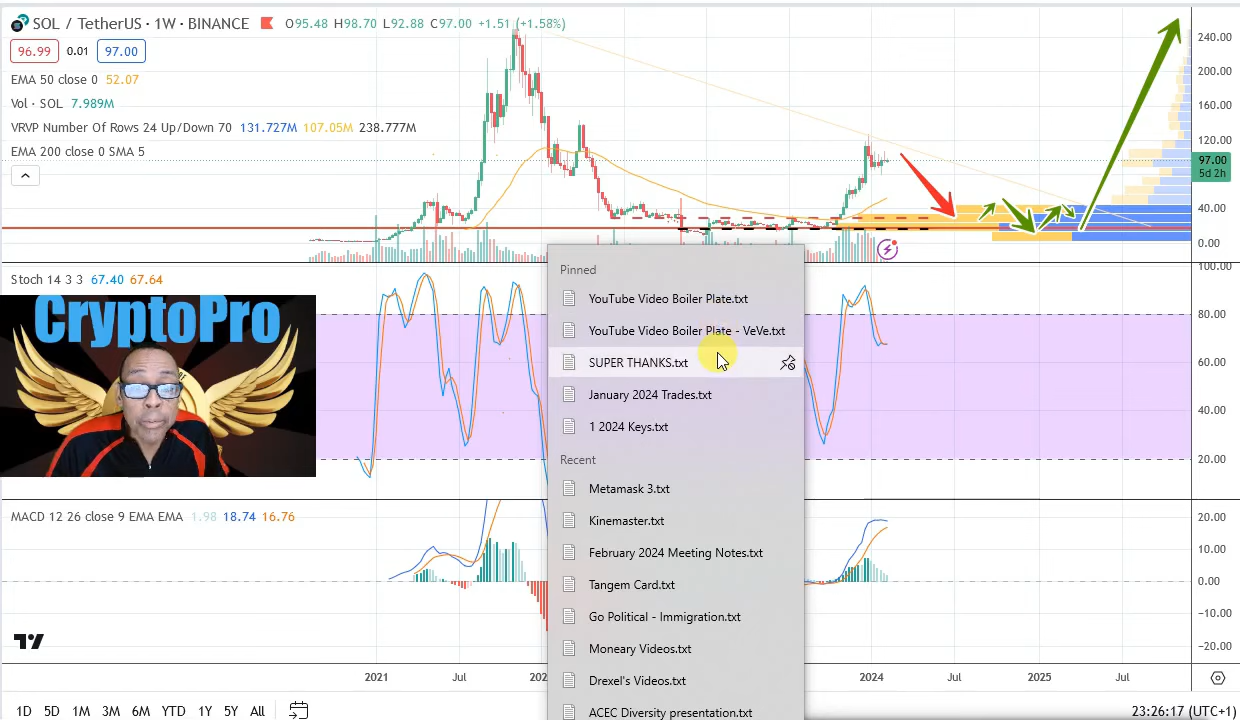 SOL / TetherUS · 1W · BINANCE O95.48 H98.70 L92.88 C97.00 +1.51 (+1.58%)
96.99 0.01 97.00
EMA 50 close 0 52.07
Vol · SOL 7.989M
VRVP Number Of Rows 24 Up/Down 70 131.727M 107.05M 238.777M
EMA 200 close 0 SMA 5
240.00
200.00
160.00
120.00
97.00
5d 2h
40.00
0.00
Stoch 14 3 3 67.40 67.64
100.00
80.00
60.00
40.00
20.00
CryptoPro
Pinned
YouTube Video Boiler Plate.txt
YouTube Video Boiler Plate - VeVe.txt
SUPER THANKS.txt
January 2024 Trades.txt
1 2024 Keys.txt
Recent
Metamask 3.txt
Kinemaster.txt
February 2024 Meeting Notes.txt
Tangem Card.txt
Go Political - Immigration.txt
Moneary Videos.txt
Drexel's Videos.txt
ACEC Diversity presentation.txt
MACD 12 26 close 9 EMA EMA 1.98 18.74 16.76
20.00
10.00
0.00
−10.00
−20.00
2021 Jul 202 2024 Jul 2025 Jul
1D 5D 1M 3M 6M YTD 1Y 5Y All
23:26:17 (UTC+1)